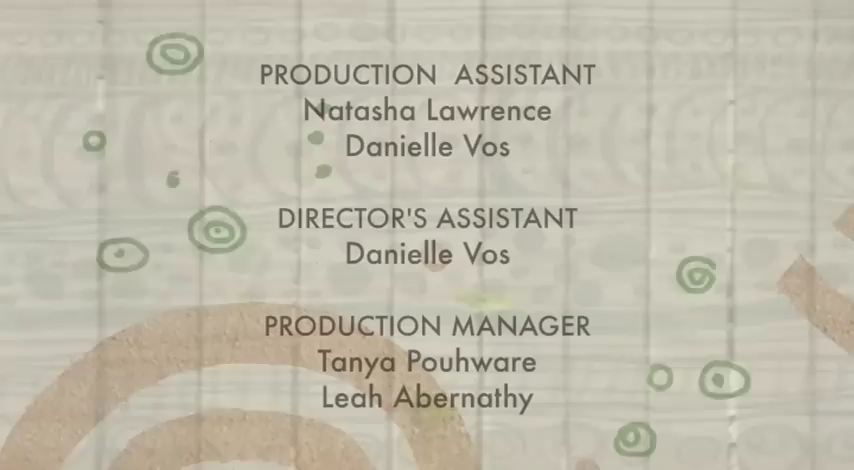 PRODUCTION ASSISTANT
Natasha Lawrence
Danielle Vos
DIRECTOR'S ASSISTANT
Danielle Vos
PRODUCTION MANAGER
Tanya Pouhware
Leah Abernathy